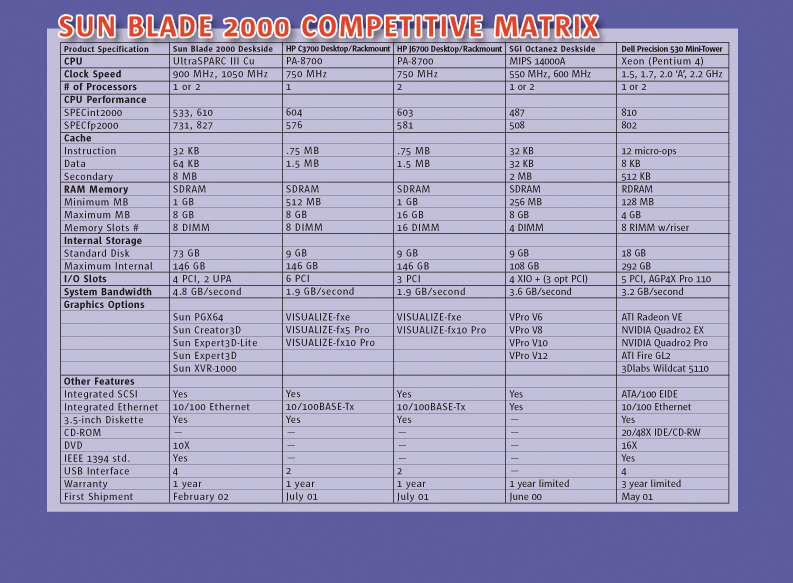 SUN BLADE 2000 COMPETITIVE MATRIX
Product Specification Sun Blade 2000 Deskside HP C3700 Desktop/Rackmount HP J6700 Desktop/Rackmount SGI Octane2 Deskside Dell Precision 530 Mini-Tower
CPU UltraSPARC III Cu PA-8700 PA-8700 MIPS 14000A Xeon (Pentium 4)
Clock Speed 900 MHz, 1050 MHz 750 MHz 750 MHz 550 MHz, 600 MHz 1.5, 1.7, 2.0 ‘A’, 2.2 GHz
# of Processors 1 or 2 1 2 1 or 2 1 or 2
CPU Performance
SPECint2000 533, 610 604 603 487 810
SPECfp2000 731, 827 576 581 508 802
Cache
Instruction 32 KB .75 MB .75 MB 32 KB 12 micro-ops
Data 64 KB 1.5 MB 1.5 MB 32 KB 8 KB
Secondary 8 MB 2 MB 512 KB
RAM Memory SDRAM SDRAM SDRAM SDRAM RDRAM
Minimum MB 1 GB 512 MB 1 GB 256 MB 128 MB
Maximum MB 8 GB 8 GB 16 GB 8 GB 4 GB
Memory Slots # 8 DIMM 8 DIMM 16 DIMM 4 DIMM 8 RIMM w/riser
Internal Storage
Standard Disk 73 GB 9 GB 9 GB 9 GB 18 GB
Maximum Internal 146 GB 146 GB 146 GB 108 GB 292 GB
I/O Slots 4 PCI, 2 UPA 6 PCI 3 PCI 4 XIO + (3 opt PCI) 5 PCI, AGP4X Pro 110
System Bandwidth 4.8 GB/second 1.9 GB/second 1.9 GB/second 3.6 GB/second 3.2 GB/second
Graphics Options
Sun PGX64 VISUALIZE-fxe VISUALIZE-fxe VPro V6 ATI Radeon VE
Sun Creator3D VISUALIZE-fx5 Pro VISUALIZE-fx10 Pro VPro V8 NVIDIA Quadro2 EX
Sun Expert3D-Lite VISUALIZE-fx10 Pro VPro V10 NVIDIA Quadro2 Pro
Sun Expert3D VPro V12 ATI Fire GL2
Sun XVR-1000 3Dlabs Wildcat 5110
Other Features
Integrated SCSI Yes Yes Yes Yes ATA/100 EIDE
Integrated Ethernet 10/100 Ethernet 10/100BASE-Tx 10/100BASE-Tx Yes 10/100 Ethernet
3.5-inch Diskette Yes Yes Yes — Yes
CD-ROM — — — — 20/48X IDE/CD-RW
DVD 10X — — — 16X
IEEE 1394 std. Yes — — — Yes
USB Interface 4 2 2 — 4
Warranty 1 year 1 year 1 year 1 year limited 3 year limited
First Shipment February 02 July 01 July 01 June 00 May 01